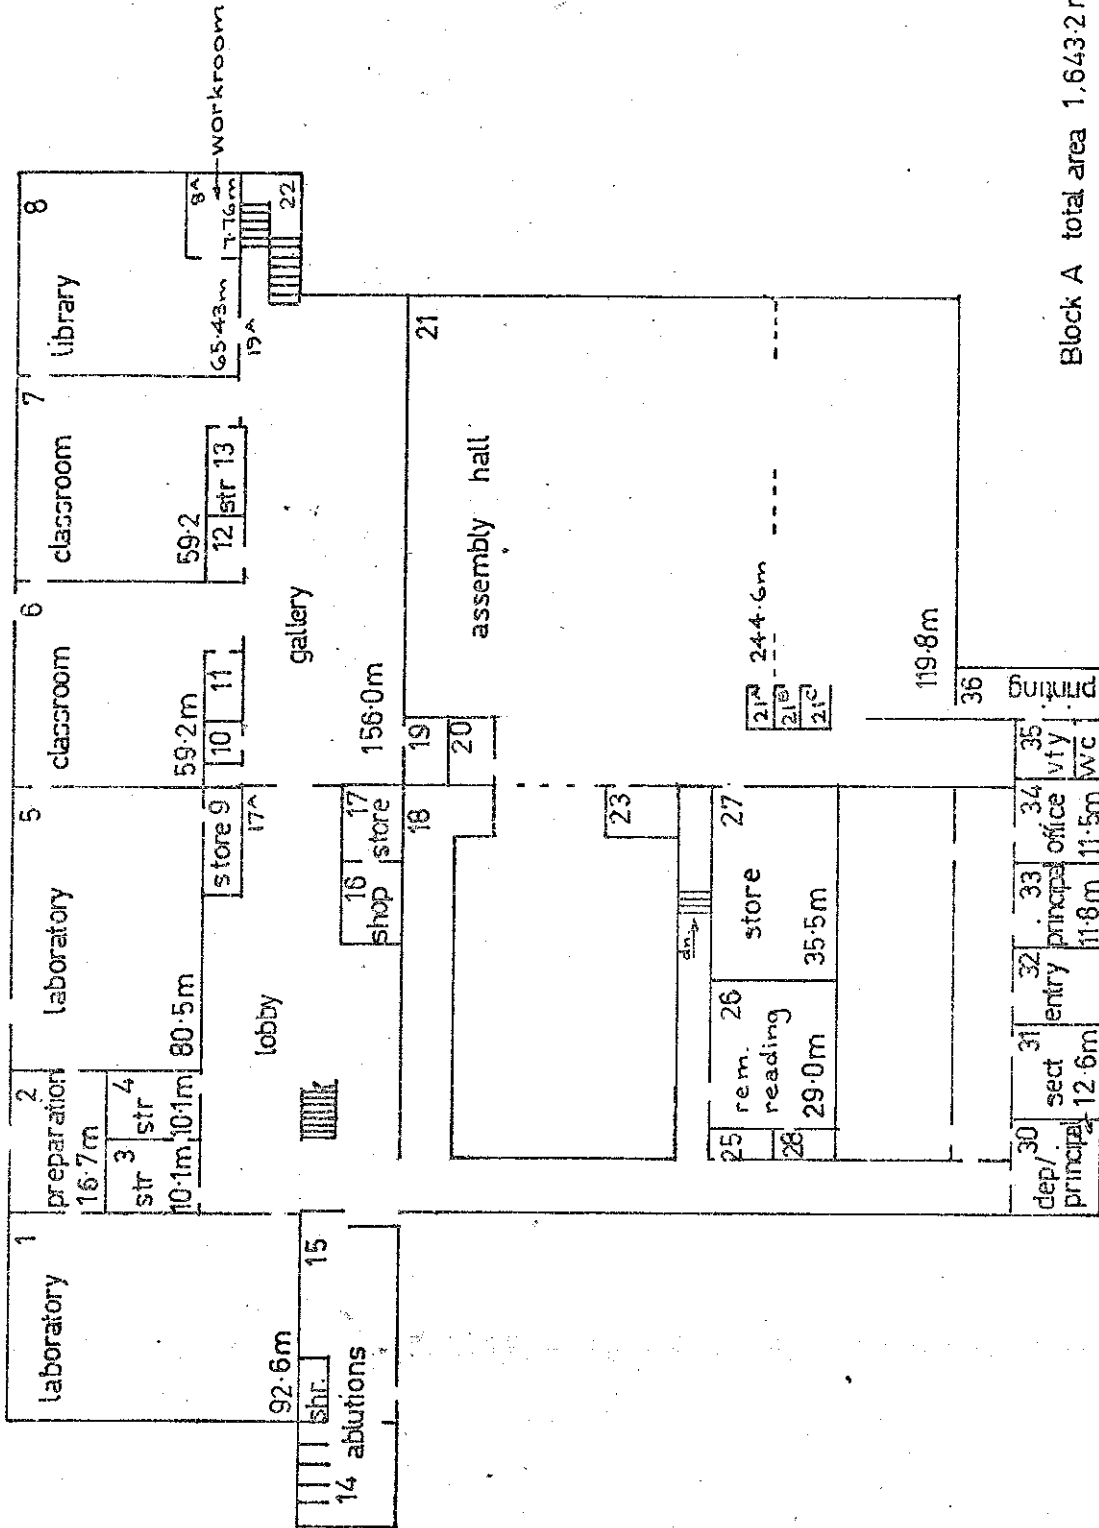 laboratory
1
92·6m
preparation
2
16·7m
str 3
10·1m
str 4
10·1m
laboratory
5
80·5m
classroom
6
59·2m
classroom
7
59·2
library
8
65·43m
8A
7·76m
workroom
store 9
10
11
12
str 13
14 ablutions
shr.
15
lobby
16
shop
17
store
17A
gallery
156·0m
18
19
19A
20
21
assembly hall
244·6m
21A
21B
21C
119·8m
22
23
dn.
25
rem. 26
reading
29·0m
27
store
35·5m
28
30
dep/
principal
31
sect
12·6m
32
entry
33
principal
11·8m
34
office
11·5m
35
vty
wc
36
printing
Block A total area 1,643·2